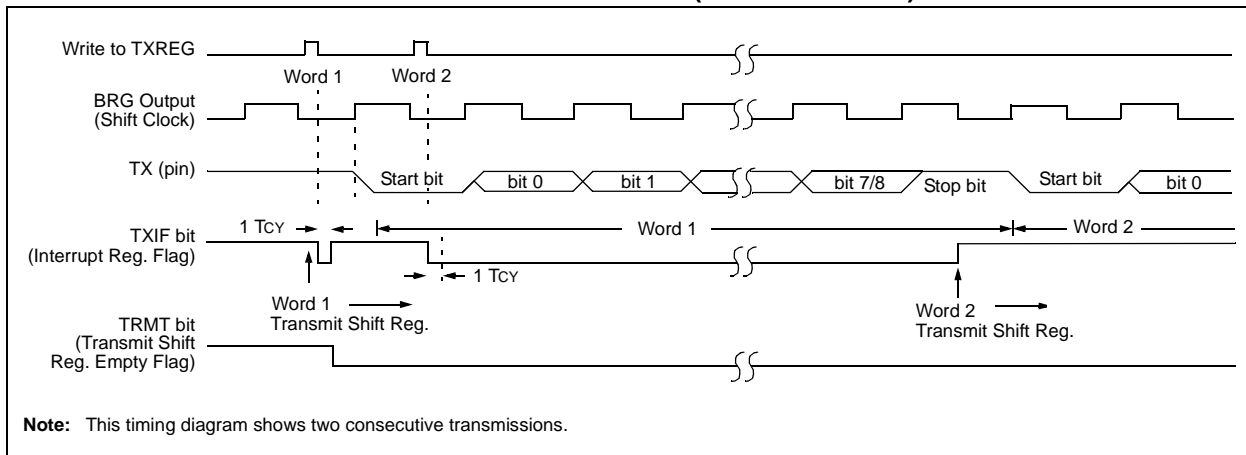 Write to TXREG
Word 1
Word 2
BRG Output
(Shift Clock)
TX (pin)
Start bit
bit 0
bit 1
bit 7/8
Stop bit
Start bit
bit 0
1 TCY
Word 1
Word 2
TXIF bit
(Interrupt Reg. Flag)
1 TCY
Word 1
Transmit Shift Reg.
Word 2
Transmit Shift Reg.
TRMT bit
(Transmit Shift
Reg. Empty Flag)
Note: This timing diagram shows two consecutive transmissions.